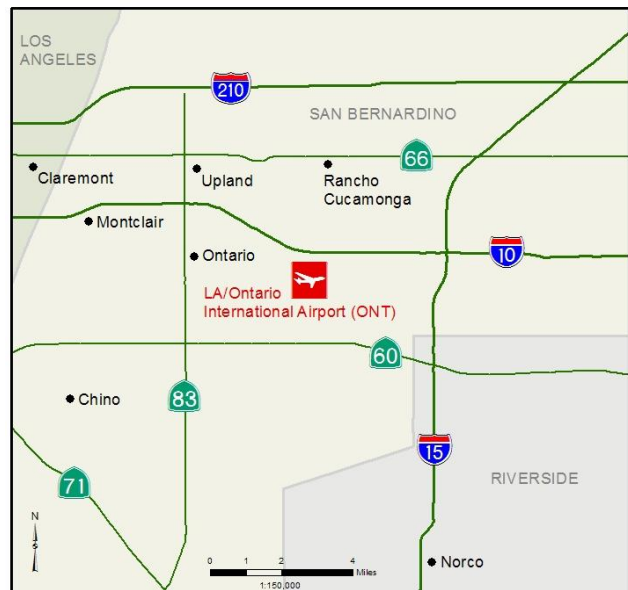 LOS
ANGELES
210
SAN BERNARDINO
66
Claremont
Upland
Rancho
Cucamonga
Montclair
10
Ontario
LA/Ontario
International Airport (ONT)
60
Chino
83
15
71
RIVERSIDE
N
0 1 2 4
Miles
1:150,000
Norco